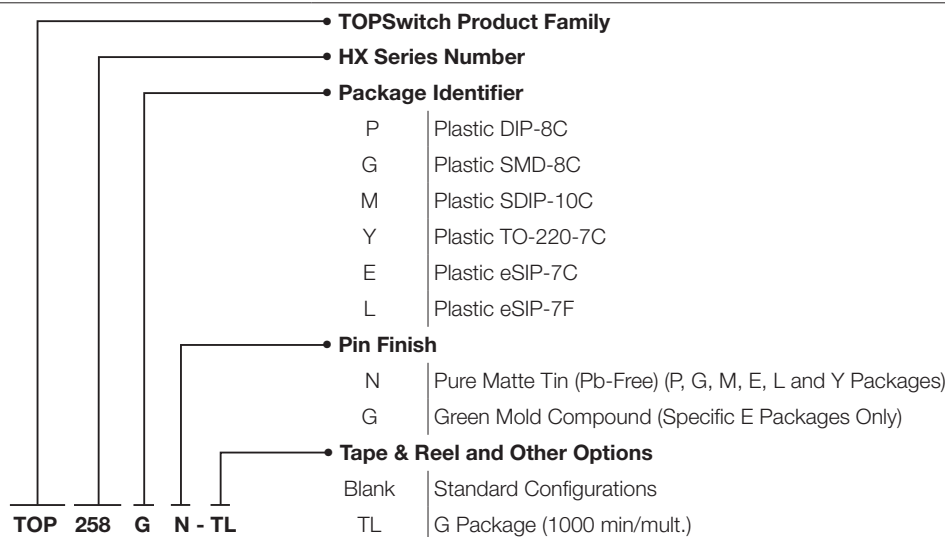 TOPSwitch Product Family
HX Series Number
Package Identifier
P Plastic DIP-8C
G Plastic SMD-8C
M Plastic SDIP-10C
Y Plastic TO-220-7C
E Plastic eSIP-7C
L Plastic eSIP-7F
Pin Finish
N Pure Matte Tin (Pb-Free) (P, G, M, E, L and Y Packages)
G Green Mold Compound (Specific E Packages Only)
Tape & Reel and Other Options
Blank Standard Configurations
TL G Package (1000 min/mult.)
TOP 258 G N - TL